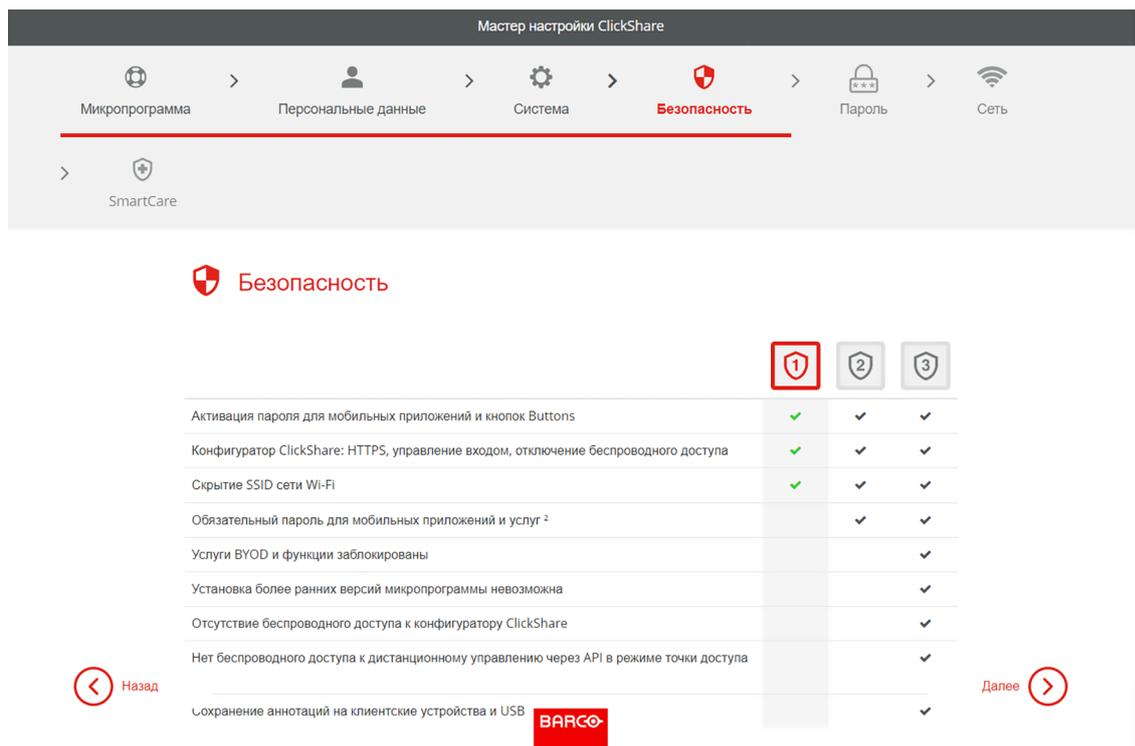 Мастер настройки ClickShare
Микропрограмма
Персональные данные
Система
Безопасность
Пароль
Сеть
SmartCare
Безопасность
1
2
3
Активация пароля для мобильных приложений и кнопок Buttons
Конфигуратор ClickShare: HTTPS, управление входом, отключение беспроводного доступа
Скрытие SSID сети Wi-Fi
Обязательный пароль для мобильных приложений и услуг ²
Услуги BYOD и функции заблокированы
Установка более ранних версий микропрограммы невозможна
Отсутствие беспроводного доступа к конфигуратору ClickShare
Нет беспроводного доступа к дистанционному управлению через API в режиме точки доступа
Назад
Далее
Сохранение аннотаций на клиентские устройства и USB
BARCO